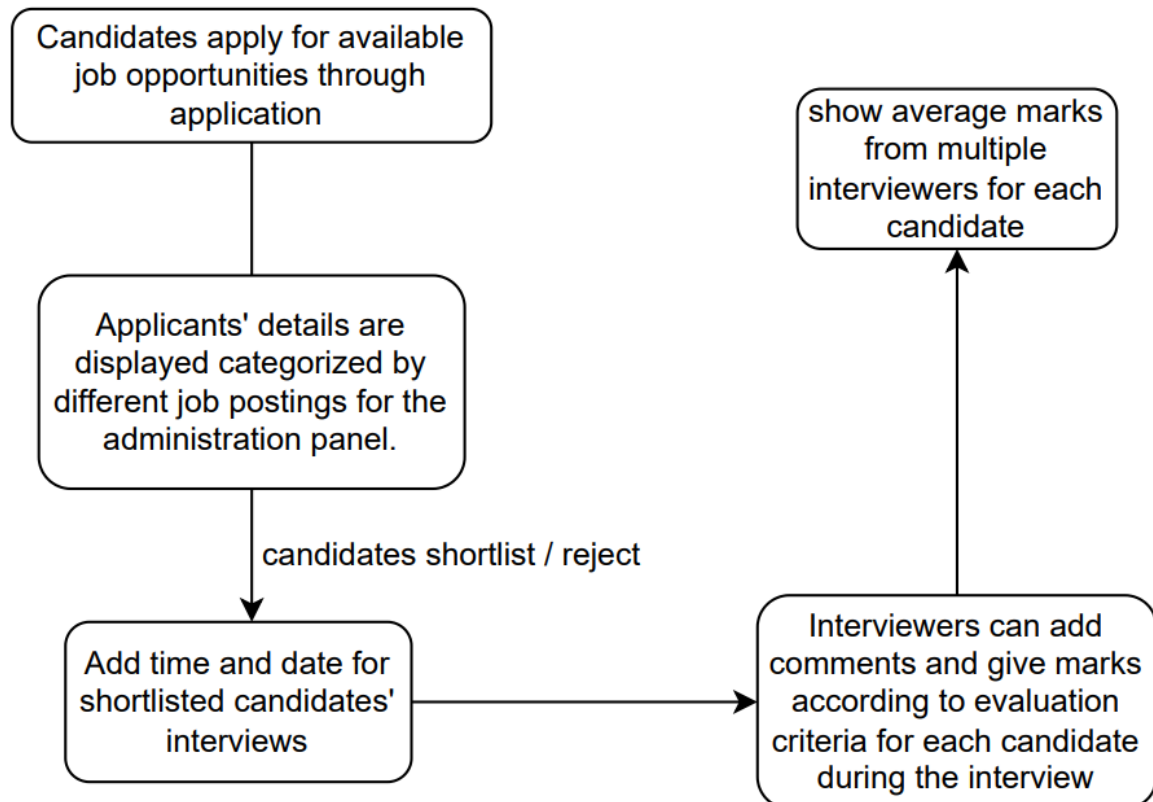 Candidates apply for available
job opportunities through
application
Applicants' details are
displayed categorized by
different job postings for the
administration panel.
candidates shortlist / reject
Add time and date for
shortlisted candidates'
interviews
Interviewers can add
comments and give marks
according to evaluation
criteria for each candidate
during the interview
show average marks
from multiple
interviewers for each
candidate